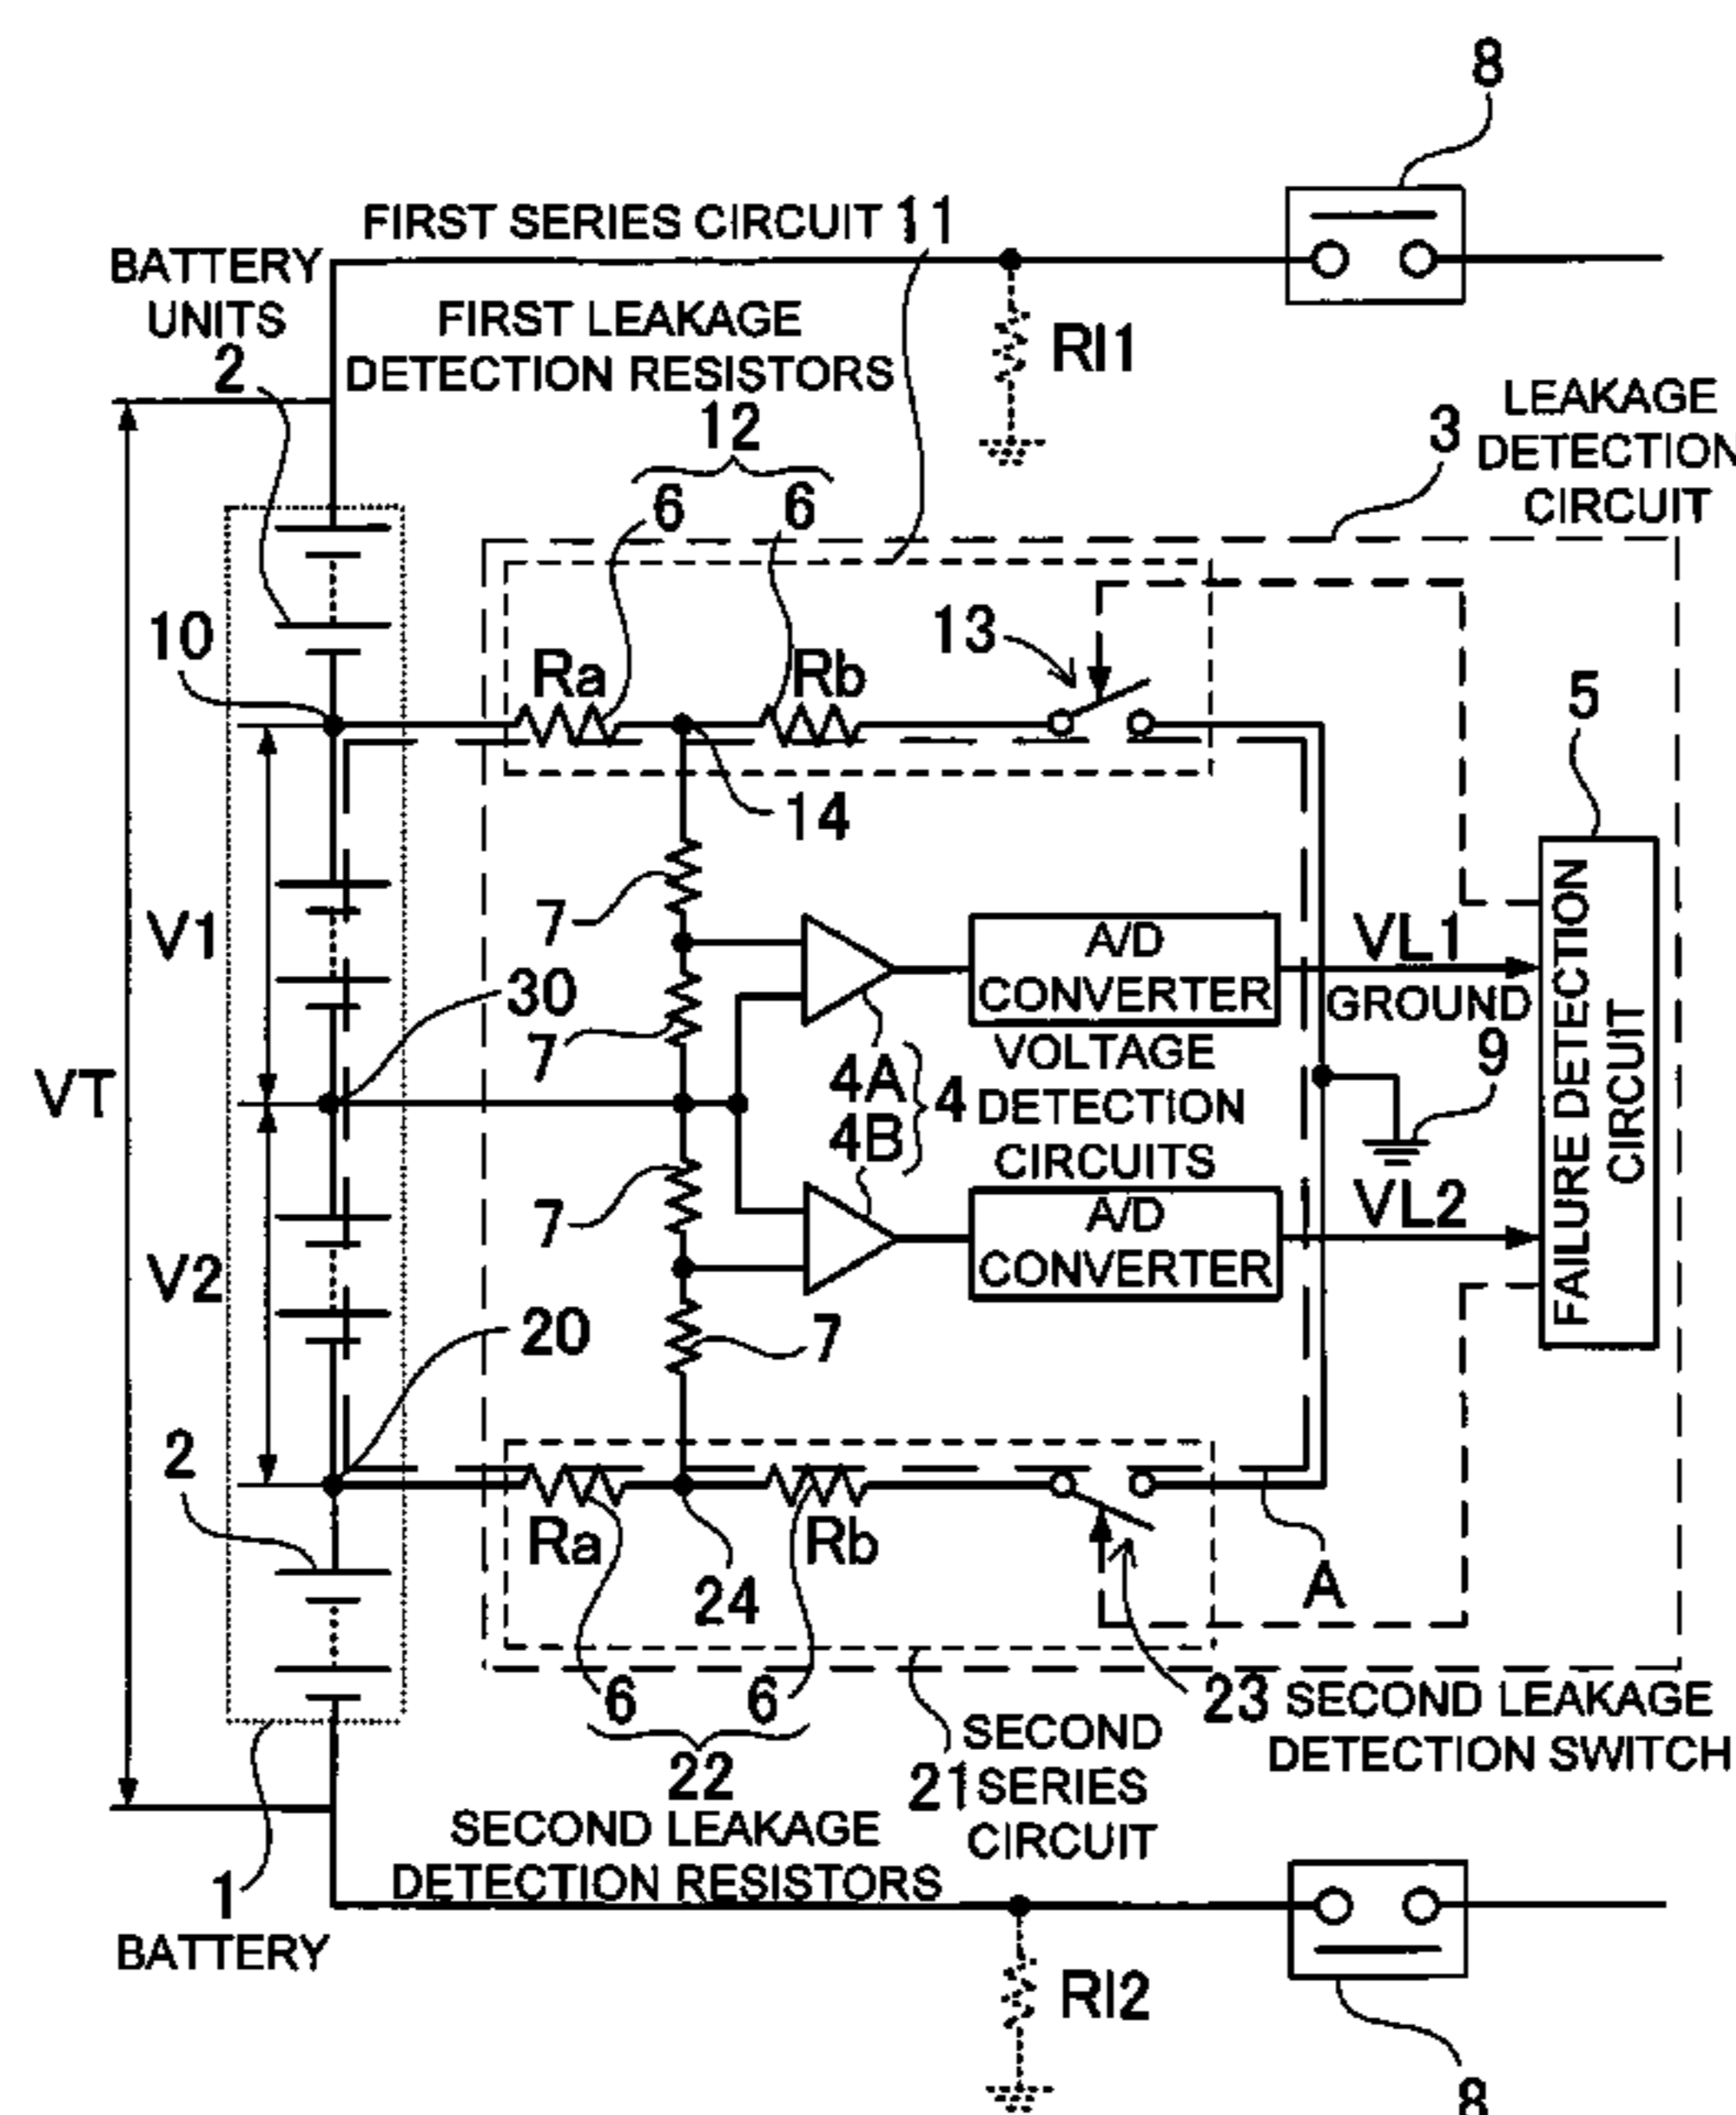 8
FIRST SERIES CIRCUIT 11
BATTERY
UNITS
2
FIRST LEAKAGE
DETECTION RESISTORS
12
6 6
Rl1
LEAKAGE
3 DETECTION
CIRCUIT
10
Ra
Rb
13
5
14
V1
7
7
30
A/D
CONVERTER
VL1
GROUND
9
FAILURE DETECTION
CIRCUIT
VT
4A
4B
4
VOLTAGE
DETECTION
CIRCUITS
V2
7
A/D
CONVERTER
VL2
20
7
2
Ra
Rb
24
A
6 6
22
SECOND LEAKAGE
DETECTION RESISTORS
SECOND
21 SERIES
CIRCUIT
23 SECOND LEAKAGE
DETECTION SWITCH
1
BATTERY
Rl2
8